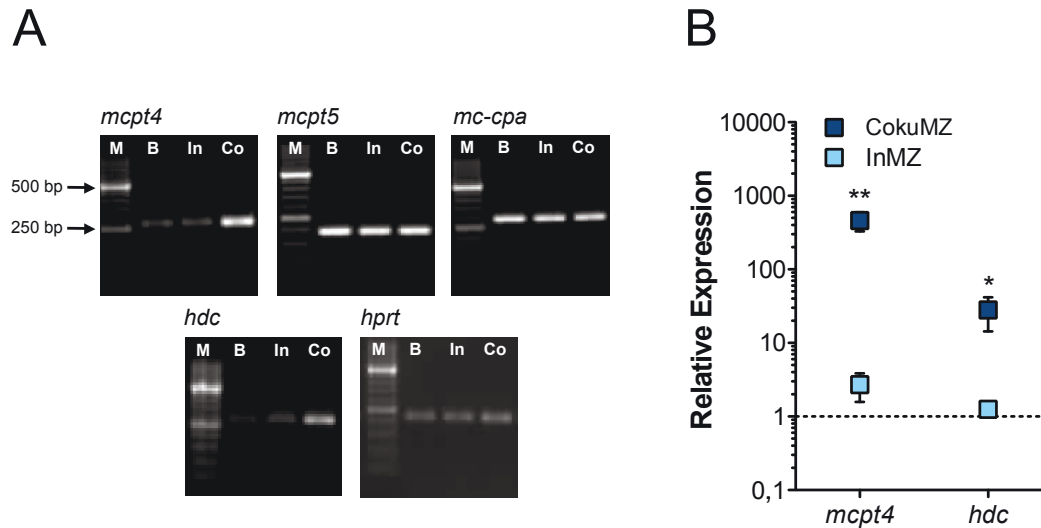 A
mcpt4
mcpt5
mc-cpa
M B In Co
M B In Co
M B In Co
500 bp
250 bp
hdc
hprt
M B In Co
M B In Co
B
Relative Expression
10000
1000
100
10
1
0,1
CokuMZ
InMZ
**
*
mcpt4
hdc